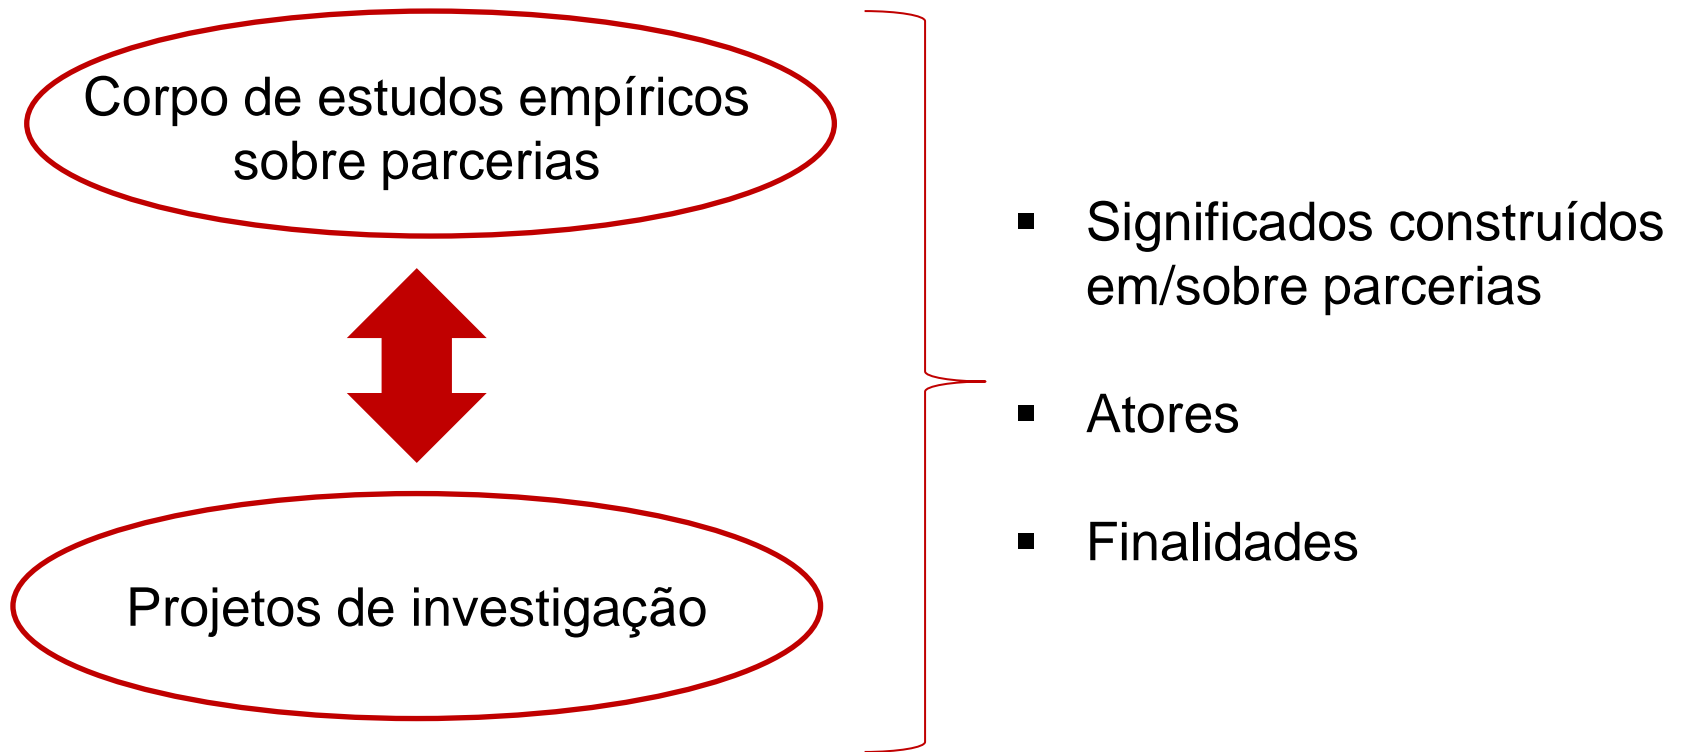 Corpo de estudos empíricos
sobre parcerias
Projetos de investigação
▪ Significados construídos
em/sobre parcerias
▪ Atores
▪ Finalidades